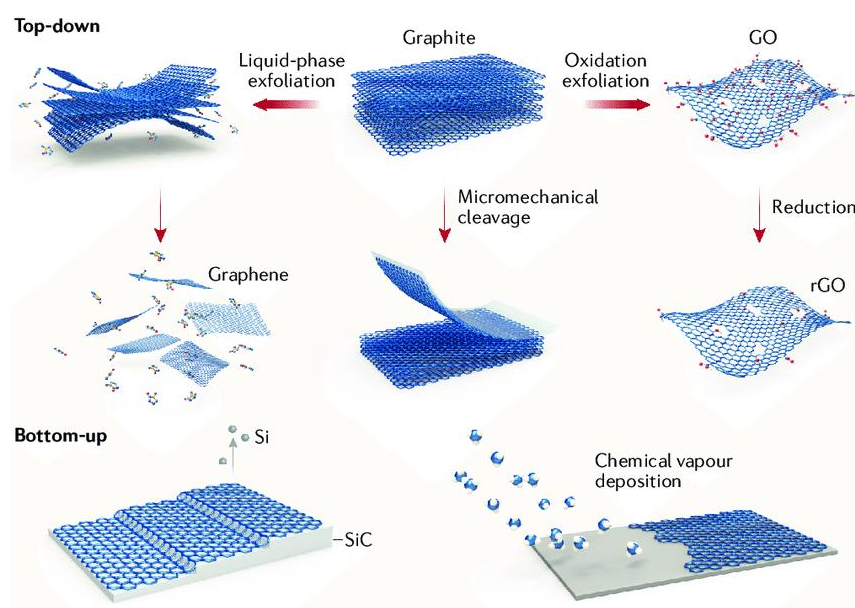 Top-down
Graphite
GO
Liquid-phase
exfoliation
Oxidation
exfoliation
Micromechanical
cleavage
Reduction
Graphene
rGO
Bottom-up
Si
SiC
Chemical vapour
deposition